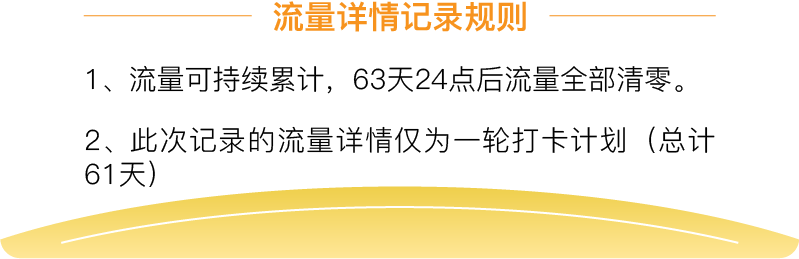 流量详情记录规则
1、流量可持续累计，63天24点后流量全部清零。
2、此次记录的流量详情仅为一轮打卡计划（总计
61天）